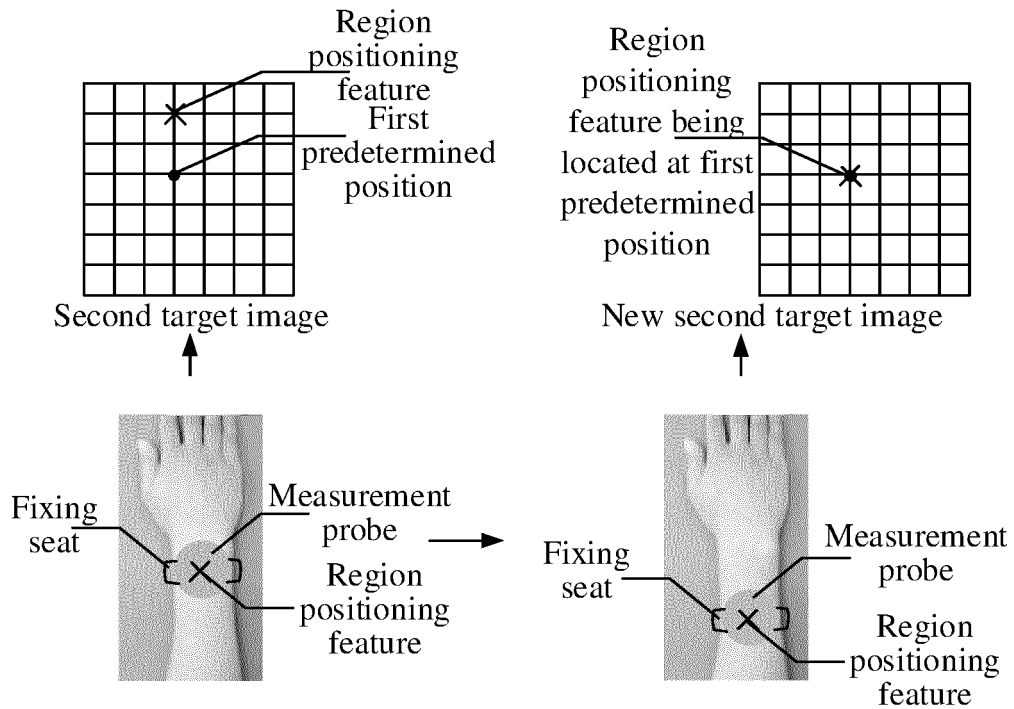 Region
positioning
feature
First
predetermined
position
Second target image
Region
positioning
feature being
located at first
predetermined
position
New second target image
Fixing
seat
Measurement
probe
Region
positioning
feature
Fixing
seat
Measurement
probe
Region
positioning
feature